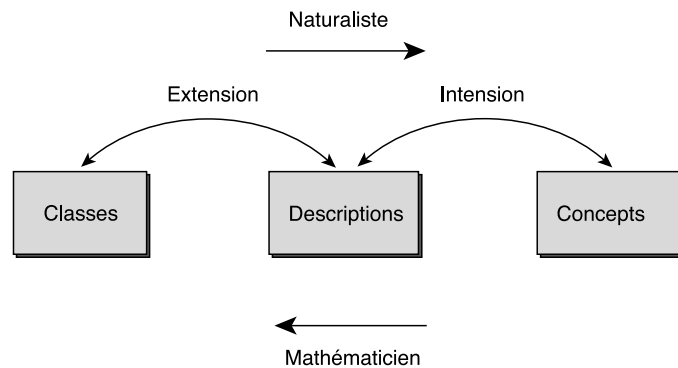 Naturaliste
Extension
Intension
Classes
Descriptions
Concepts
Mathématicien